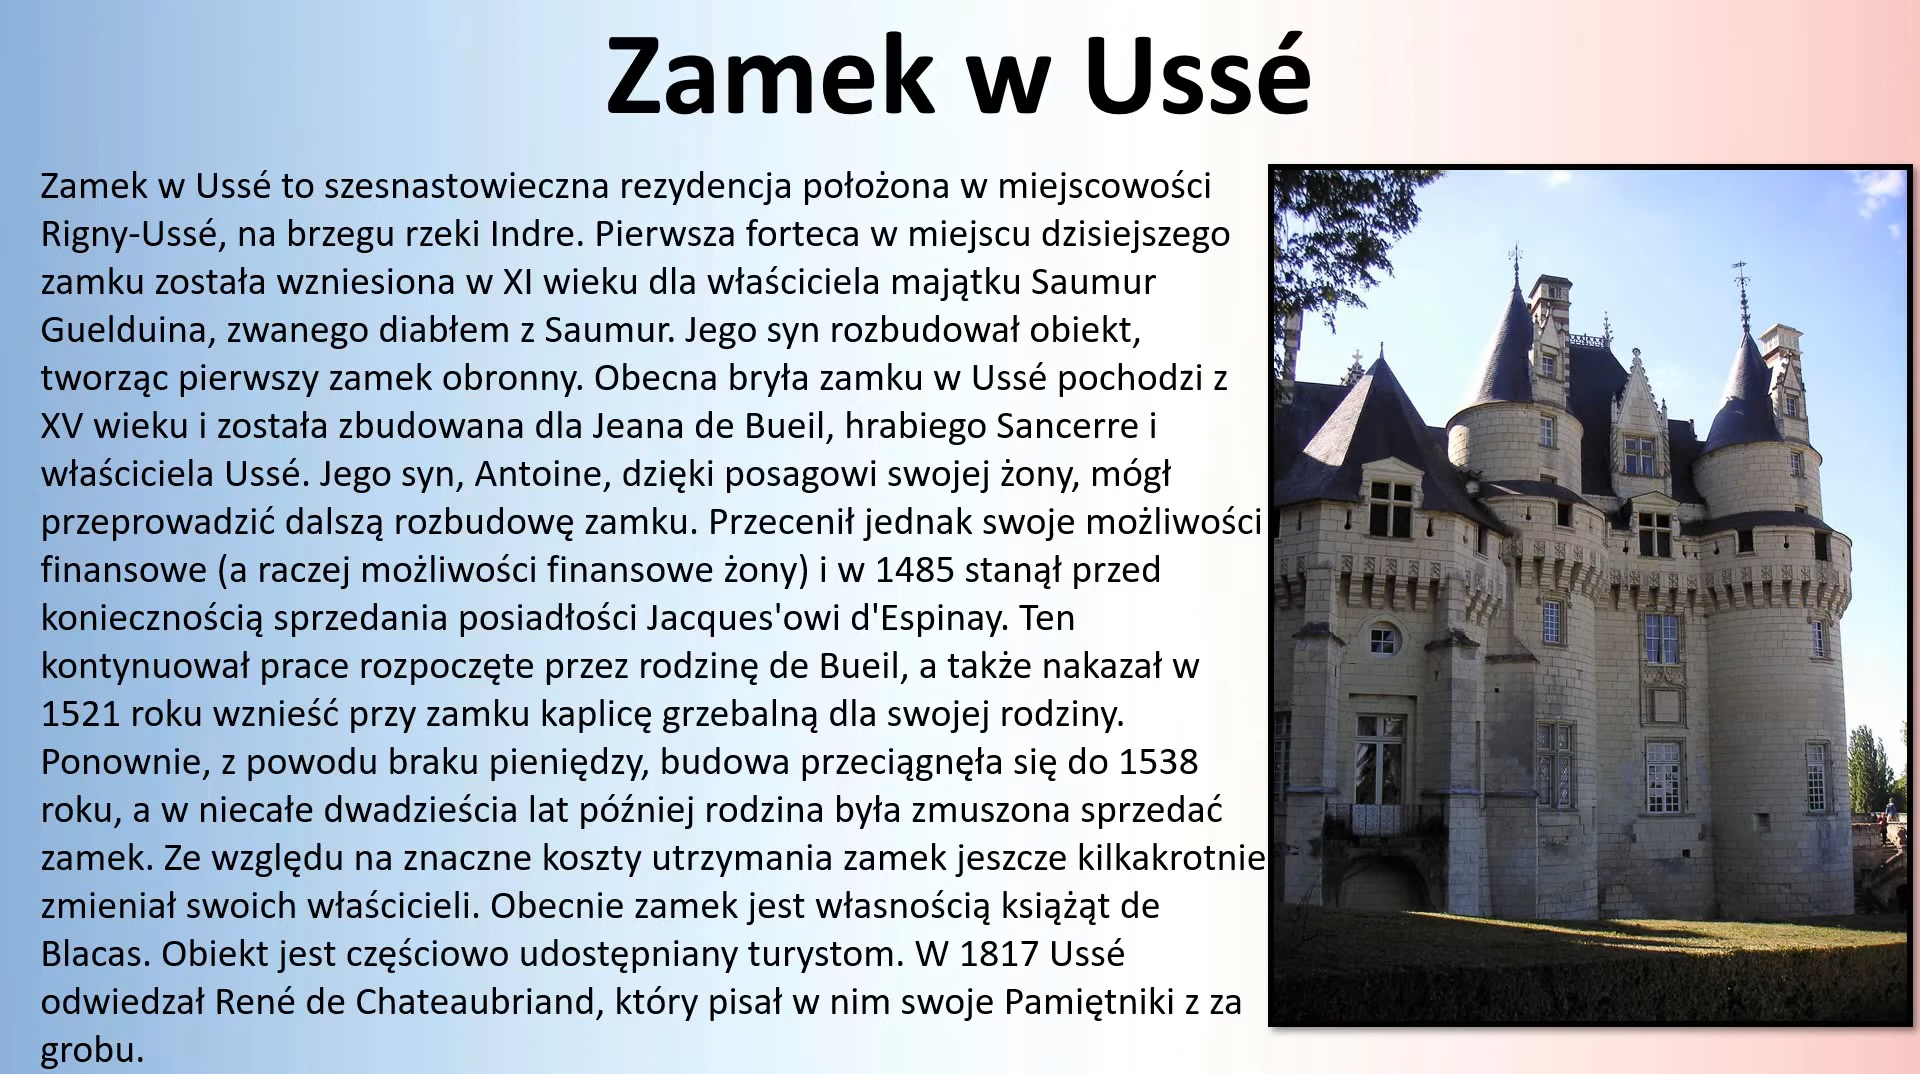 Zamek w Ussé
Zamek w Ussé to szesnastowieczna rezydencja położona w miejscowości
Rigny-Ussé, na brzegu rzeki Indre. Pierwsza forteca w miejscu dzisiejszego
zamku została wzniesiona w XI wieku dla właściciela majątku Saumur
Guelduina, zwanego diabłem z Saumur. Jego syn rozbudował obiekt,
tworząc pierwszy zamek obronny. Obecna bryła zamku w Ussé pochodzi z
XV wieku i została zbudowana dla Jeana de Bueil, hrabiego Sancerre i
właściciela Ussé. Jego syn, Antoine, dzięki posagowi swojej żony, mógł
przeprowadzić dalszą rozbudowę zamku. Przecenił jednak swoje możliwości
finansowe (a raczej możliwości finansowe żony) i w 1485 stanął przed
koniecznością sprzedania posiadłości Jacques'owi d'Espinay. Ten
kontynuował prace rozpoczęte przez rodzinę de Bueil, a także nakazał w
1521 roku wznieść przy zamku kaplicę grzebalną dla swojej rodziny.
Ponownie, z powodu braku pieniędzy, budowa przeciągnęła się do 1538
roku, a w niecałe dwadzieścia lat później rodzina była zmuszona sprzedać
zamek. Ze względu na znaczne koszty utrzymania zamek jeszcze kilkakrotnie
zmieniał swoich właścicieli. Obecnie zamek jest własnością książąt de
Blacas. Obiekt jest częściowo udostępniany turystom. W 1817 Ussé
odwiedzał René de Chateaubriand, który pisał w nim swoje Pamiętniki z za
grobu.